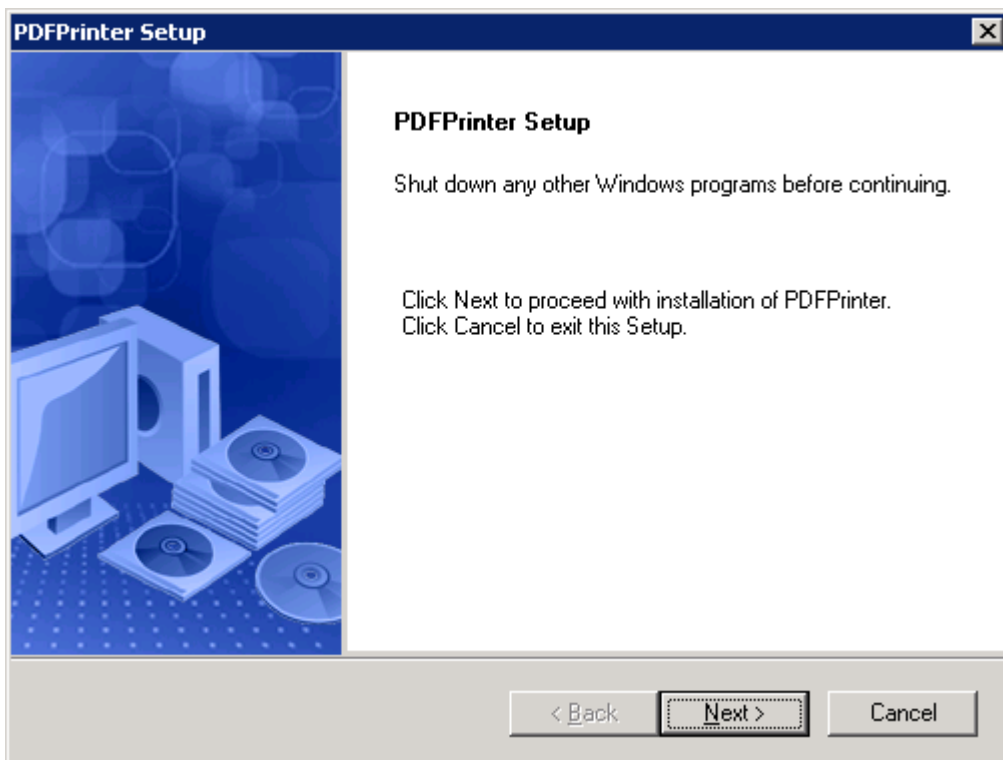 PDFPrinter Setup
PDFPrinter Setup
Shut down any other Windows programs before continuing.
Click Next to proceed with installation of PDFPrinter.
Click Cancel to exit this Setup.
< Back Next > Cancel